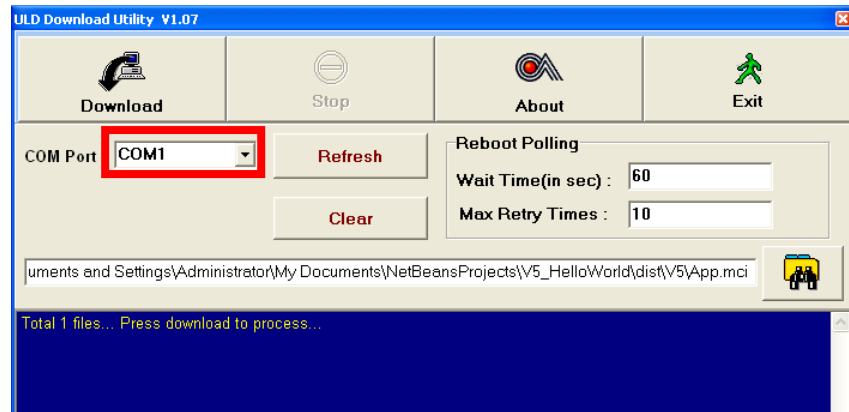 ULD Download Utility V1.07
Download
Stop
About
Exit
COM Port
COM1
Refresh
Reboot Polling
Wait Time(in sec) :
60
Clear
Max Retry Times :
10
uments and Settings\Administrator\My Documents\NetBeansProjects\V5_HelloWorld\dist\V5\App.mci
Total 1 files... Press download to process...